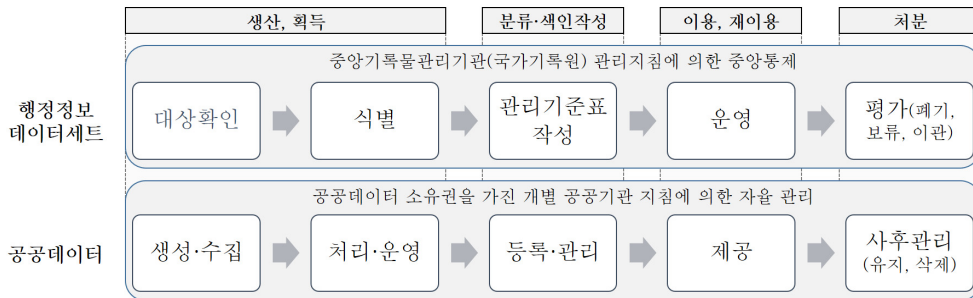 생산, 획득
분류·색인작성
이용, 재이용
처분
중앙기록물관리기관(국가기록원) 관리지침에 의한 중앙통제
행정정보
데이터세트
대상확인
식별
관리기준표
작성
운영
평가(폐기,
보류, 이관)
공공데이터 소유권을 가진 개별 공공기관 지침에 의한 자율 관리
공공데이터
생성·수집
처리·운영
등록·관리
제공
사후관리
(유지, 삭제)